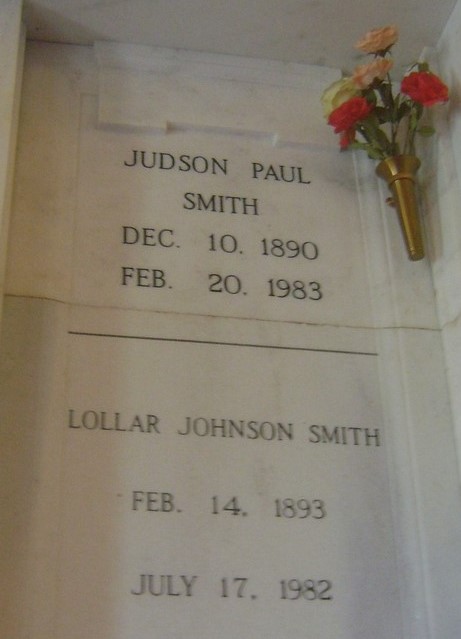 JUDSON PAUL
SMITH
DEC. 10. 1890
FEB. 20. 1983
LOLLAR JOHNSON SMITH
FEB. 14. 1893
JULY 17. 1982